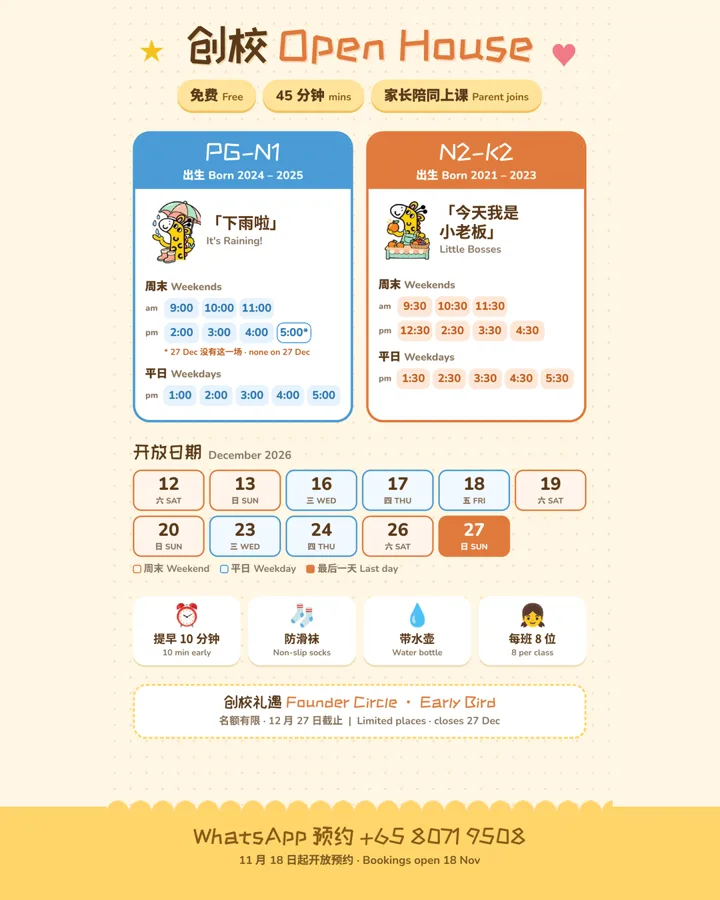 创校 Open House
免费 Free
45 分钟 mins
家长陪同上课 Parent joins
PG-N1
出生 Born 2024 – 2025
「下雨啦」
It's Raining!
周末 Weekends
am 9:00 10:00 11:00
pm 2:00 3:00 4:00 5:00*
* 27 Dec 没有这一场 · none on 27 Dec
平日 Weekdays
pm 1:00 2:00 3:00 4:00 5:00
N2-K2
出生 Born 2021 – 2023
「今天我是
小老板」
Little Bosses
周末 Weekends
am 9:30 10:30 11:30
pm 12:30 2:30 3:30 4:30
平日 Weekdays
pm 1:30 2:30 3:30 4:30 5:30
开放日期 December 2026
12 13 16 17 18 19
六 SAT 日 SUN 三 WED 四 THU 五 FRI 六 SAT
20 23 24 26 27
日 SUN 三 WED 四 THU 六 SAT 日 SUN
周末 Weekend 平日 Weekday 最后一天 Last day
提早 10 分钟
10 min early
防滑袜
Non-slip socks
带水壶
Water bottle
每班 8 位
8 per class
创校礼遇 Founder Circle · Early Bird
名额有限 · 12 月 27 日截止 | Limited places · closes 27 Dec
WhatsApp 预约 +65 8071 9508
11 月 18 日起开放预约 · Bookings open 18 Nov